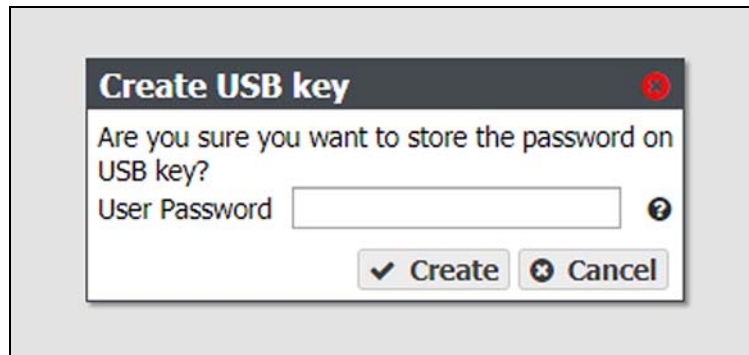 Create USB key
Are you sure you want to store the password on
USB key?
User Password
Create Cancel